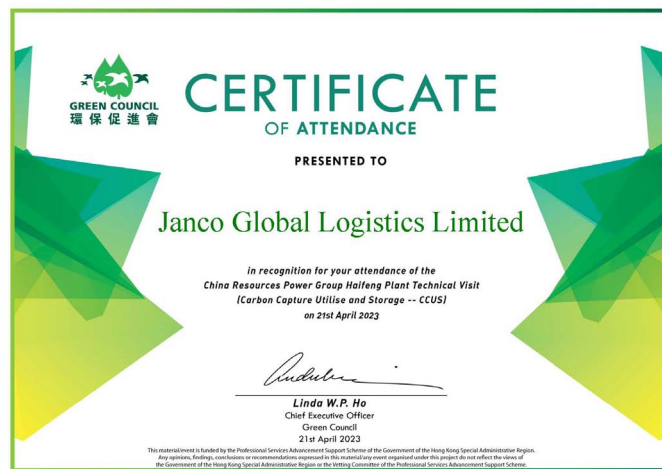 GREEN COUNCIL
環保促進會
CERTIFICATE
OF ATTENDANCE
PRESENTED TO
Janco Global Logistics Limited
in recognition for your attendance of the
China Resources Power Group Haifeng Plant Technical Visit
(Carbon Capture Utilise and Storage -- CCUS)
on 21st April 2023
Linda W.P. Ho
Chief Executive Officer
Green Council
21st April 2023
This material/event is funded by the Professional Services Advancement Support Scheme of the Government of the Hong Kong Special Administrative Region.
Any opinions, findings, conclusions or recommendations expressed in this material/any event organised under this project do not reflect the views of
the Government of the Hong Kong Special Administrative Region or the Vetting Committee of the Professional Services Advancement Support Scheme.